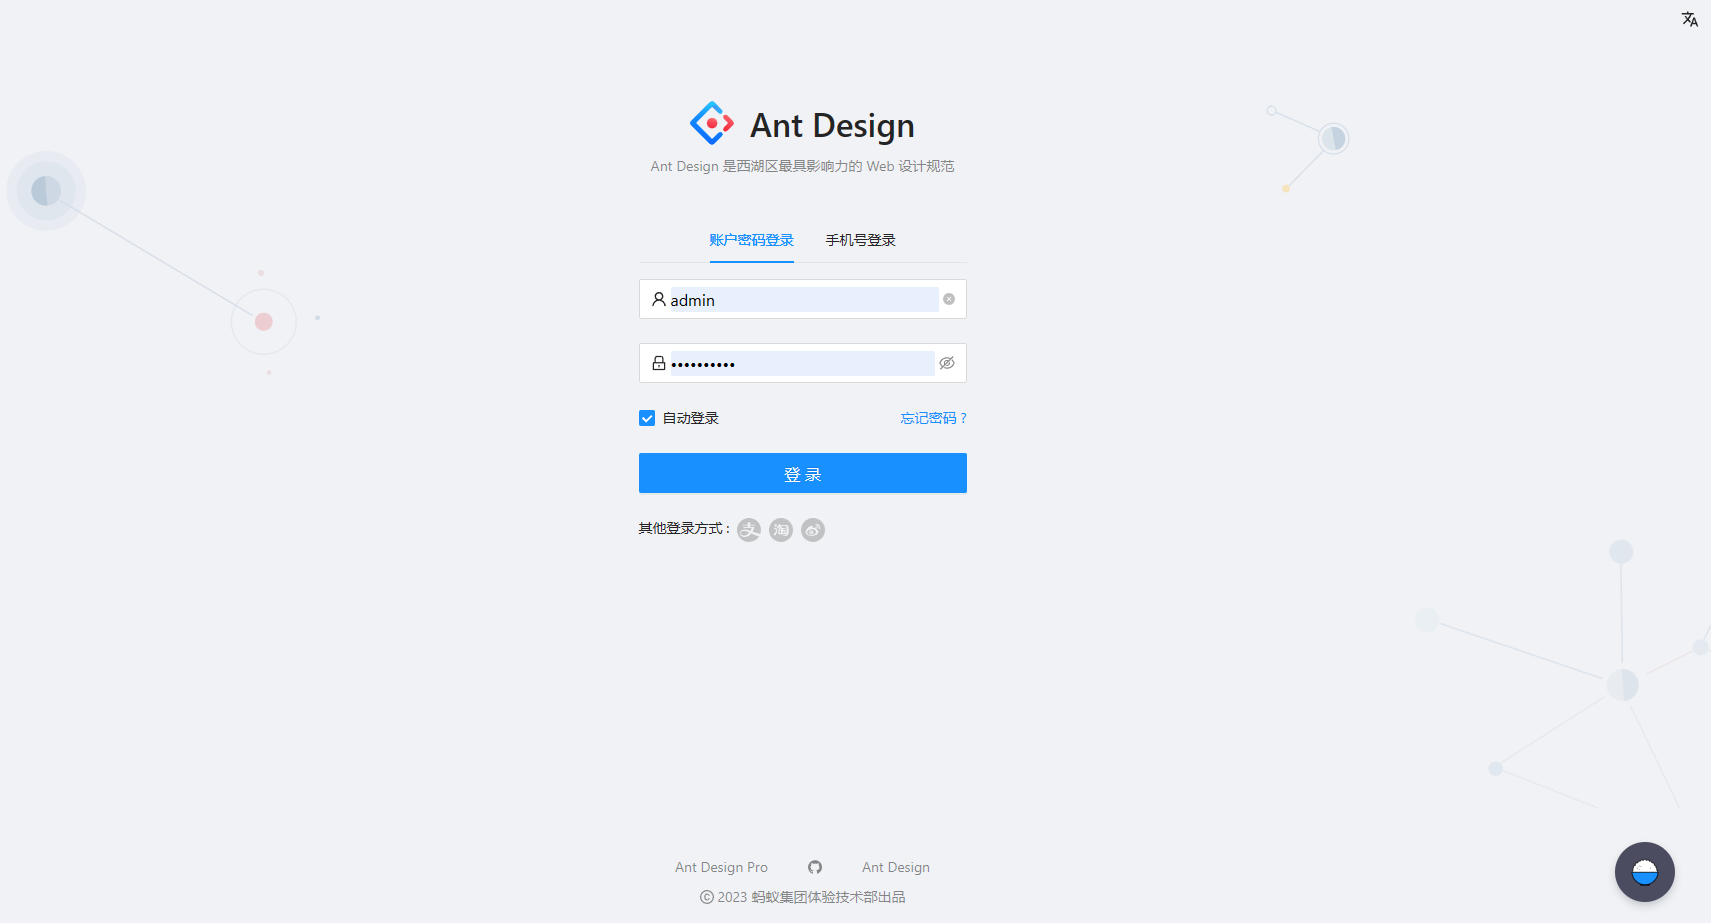 Ant Design
Ant Design 是西湖区最具影响力的 Web 设计规范
账户密码登录 手机号登录
admin
••••••••••
自动登录 忘记密码 ?
登 录
其他登录方式 : 支 淘
Ant Design Pro Ant Design
© 2023 蚂蚁集团体验技术部出品